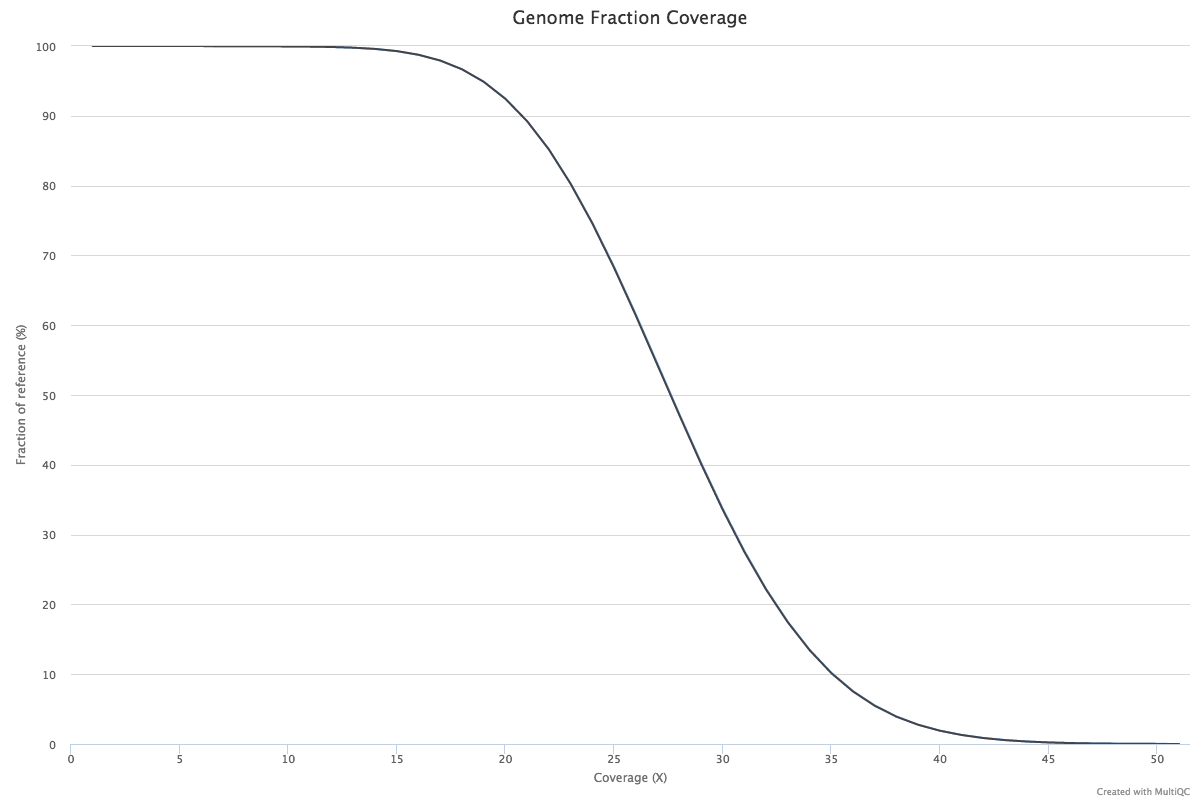 Genome Fraction Coverage
Fraction of reference (%)
100
90
80
70
60
50
40
30
20
10
0
0 5 10 15 20 25 30 35 40 45 50
Coverage (X)
Created with MultiQC